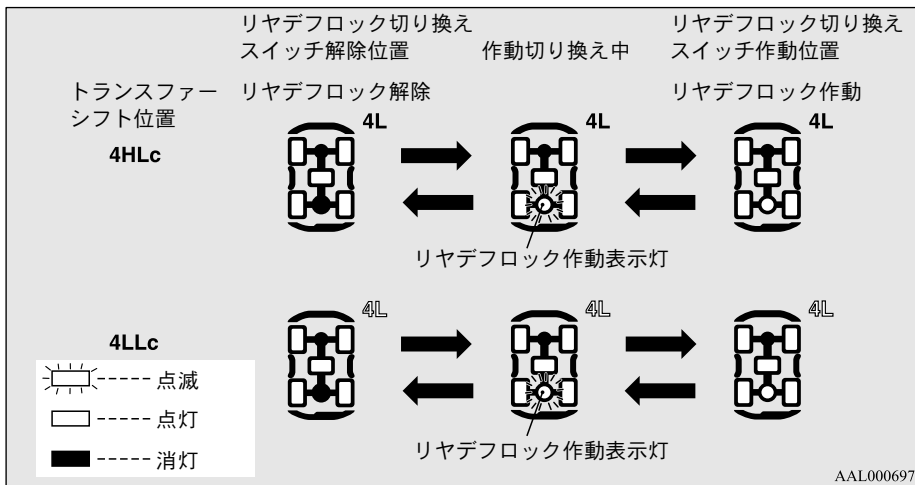 リヤデフロック切り換え
スイッチ解除位置
作動切り換え中
リヤデフロック切り換え
スイッチ作動位置
トランスファー
シフト位置
リヤデフロック解除
リヤデフロック作動
4HLc
4L
4L
4L
リヤデフロック作動表示灯
4LLc
4L
4L
4L
リヤデフロック作動表示灯
点滅
点灯
消灯
AAL000697